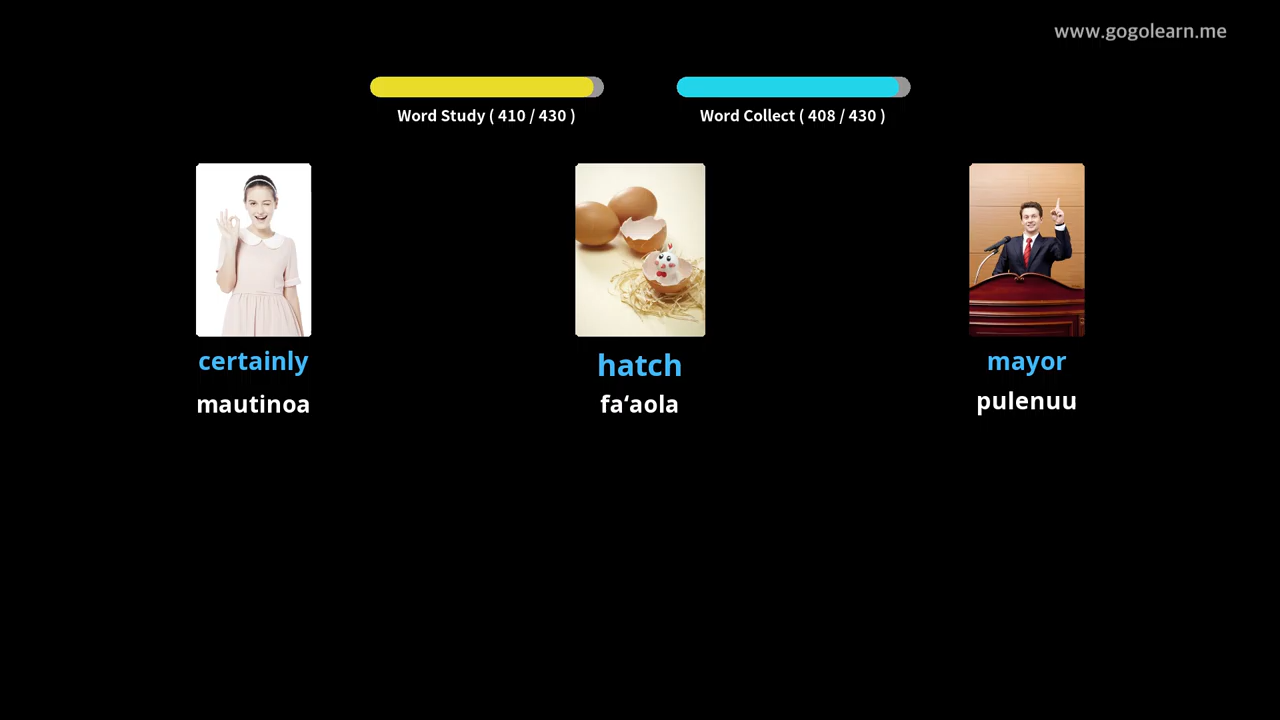 www.gogolearn.me
Word Study ( 410 / 430 )
Word Collect ( 408 / 430 )
certainly
mautinoa
hatch
fa‘aola
mayor
pulenuu